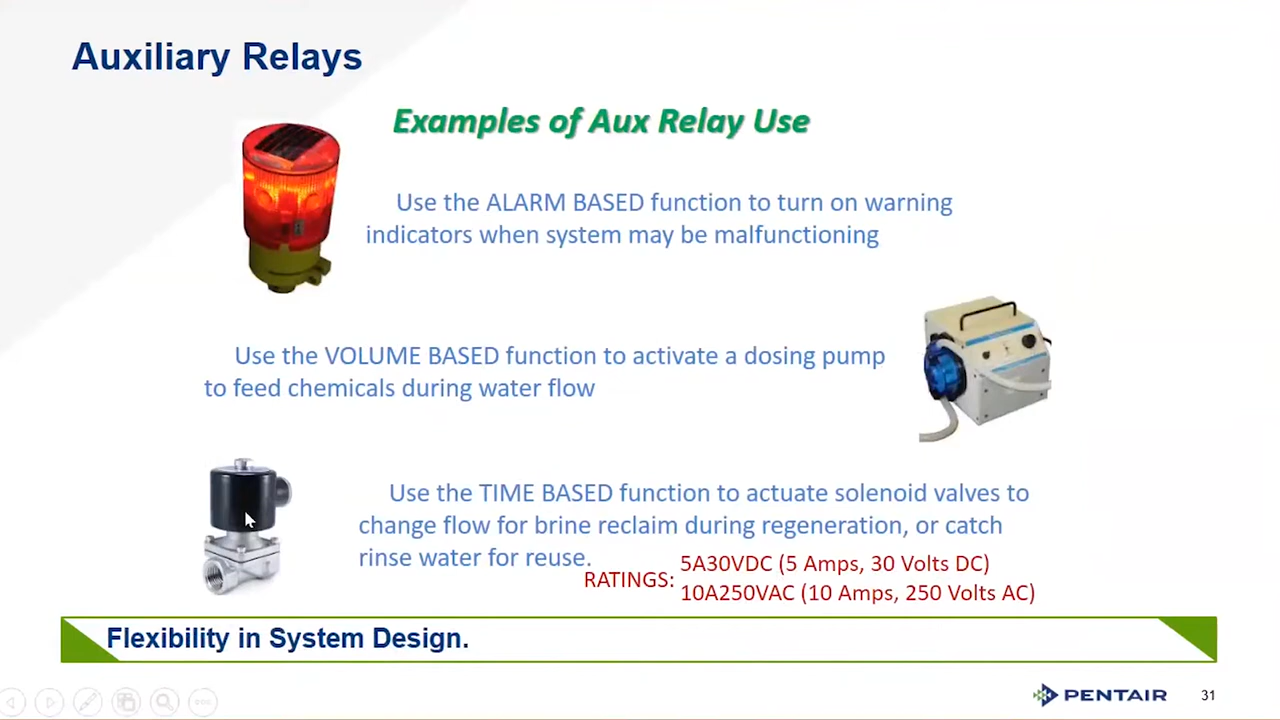 Auxiliary Relays
Examples of Aux Relay Use
Use the ALARM BASED function to turn on warning
indicators when system may be malfunctioning
Use the VOLUME BASED function to activate a dosing pump
to feed chemicals during water flow
Use the TIME BASED function to actuate solenoid valves to
change flow for brine reclaim during regeneration, or catch
rinse water for reuse.
RATINGS:
5A30VDC (5 Amps, 30 Volts DC)
10A250VAC (10 Amps, 250 Volts AC)
Flexibility in System Design.
PENTAIR
31